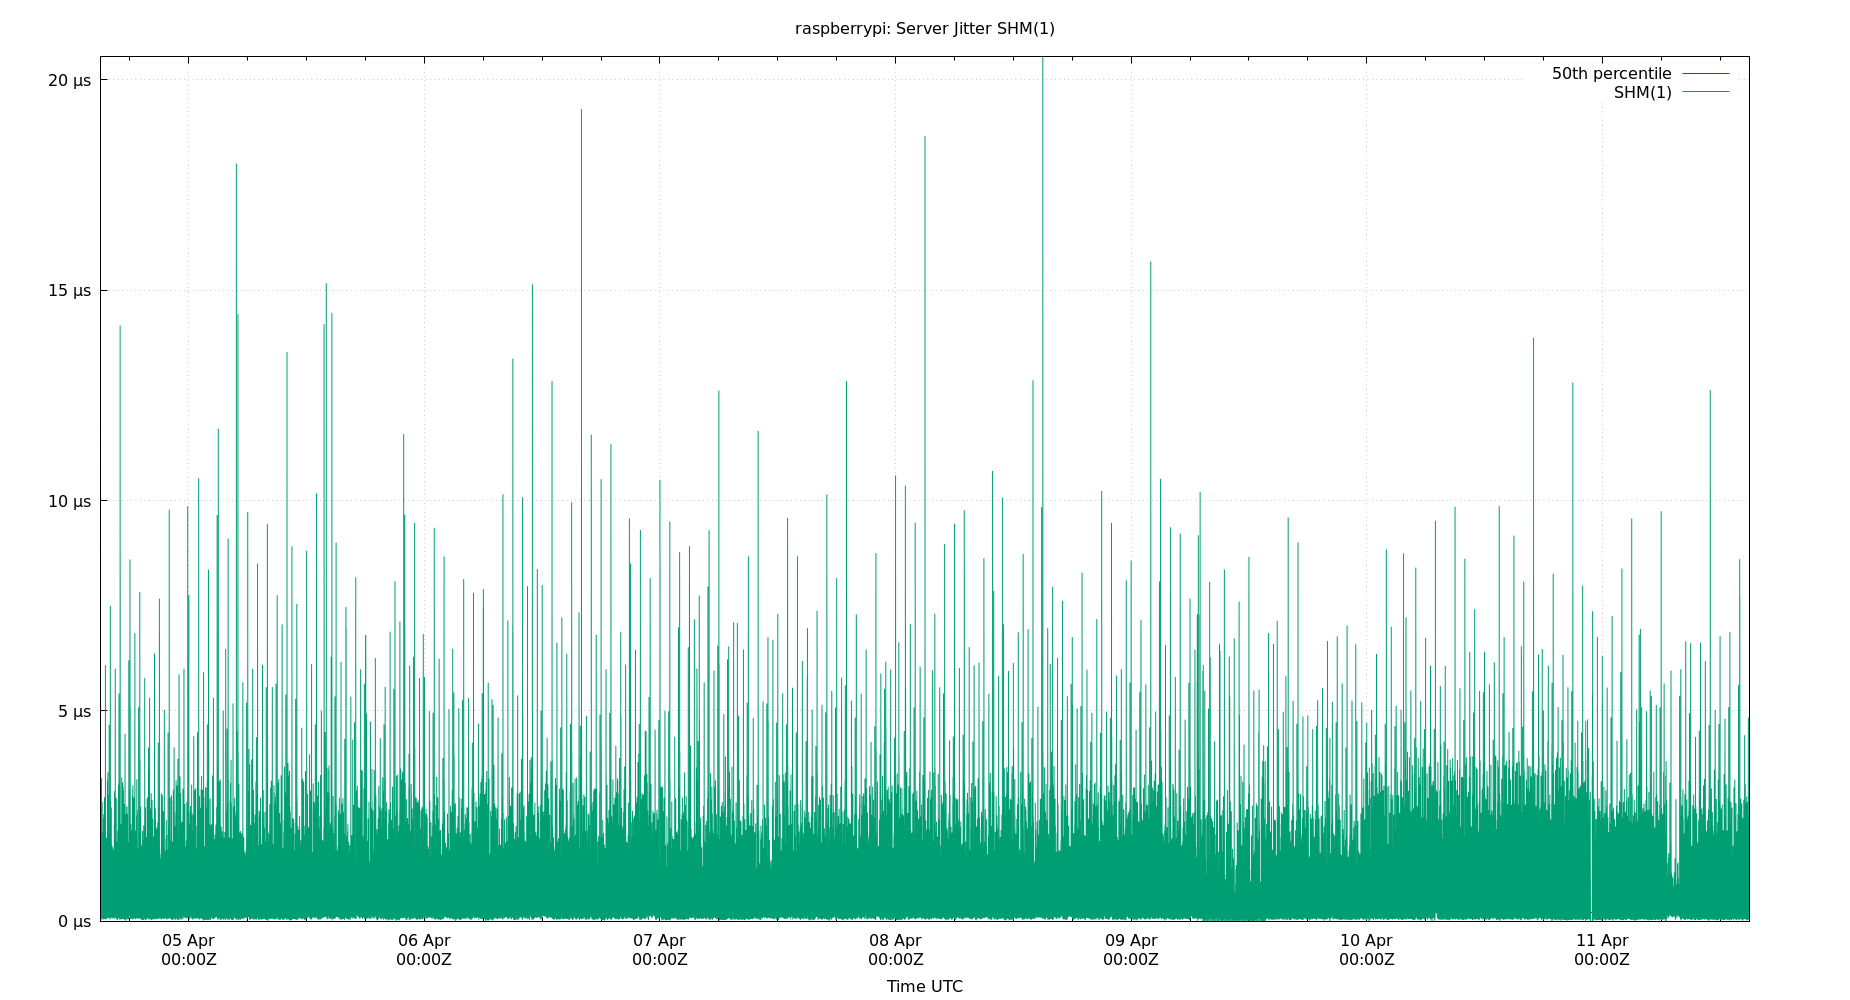 raspberrypi: Server Jitter SHM(1)
50th percentile
SHM(1)
20 µs
15 µs
10 µs
5 µs
0 µs
05 Apr
00:00Z
06 Apr
00:00Z
07 Apr
00:00Z
08 Apr
00:00Z
09 Apr
00:00Z
10 Apr
00:00Z
11 Apr
00:00Z
Time UTC